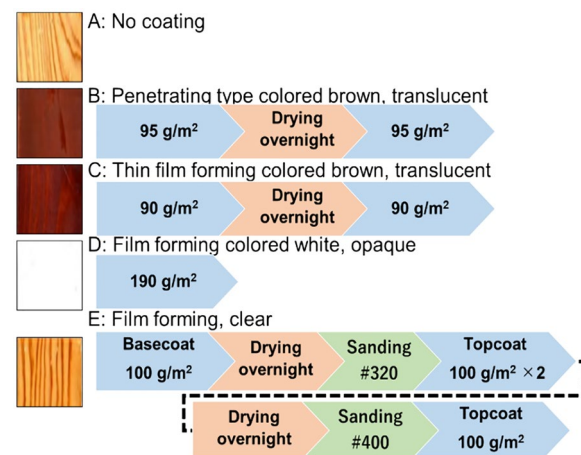 A: No coating
B: Penetrating type colored brown, translucent
95 g/m²
Drying
overnight
95 g/m²
C: Thin film forming colored brown, translucent
90 g/m²
Drying
overnight
90 g/m²
D: Film forming colored white, opaque
190 g/m²
E: Film forming, clear
Basecoat
100 g/m²
Drying
overnight
Sanding
#320
Topcoat
100 g/m² ×2
Drying
overnight
Sanding
#400
Topcoat
100 g/m²